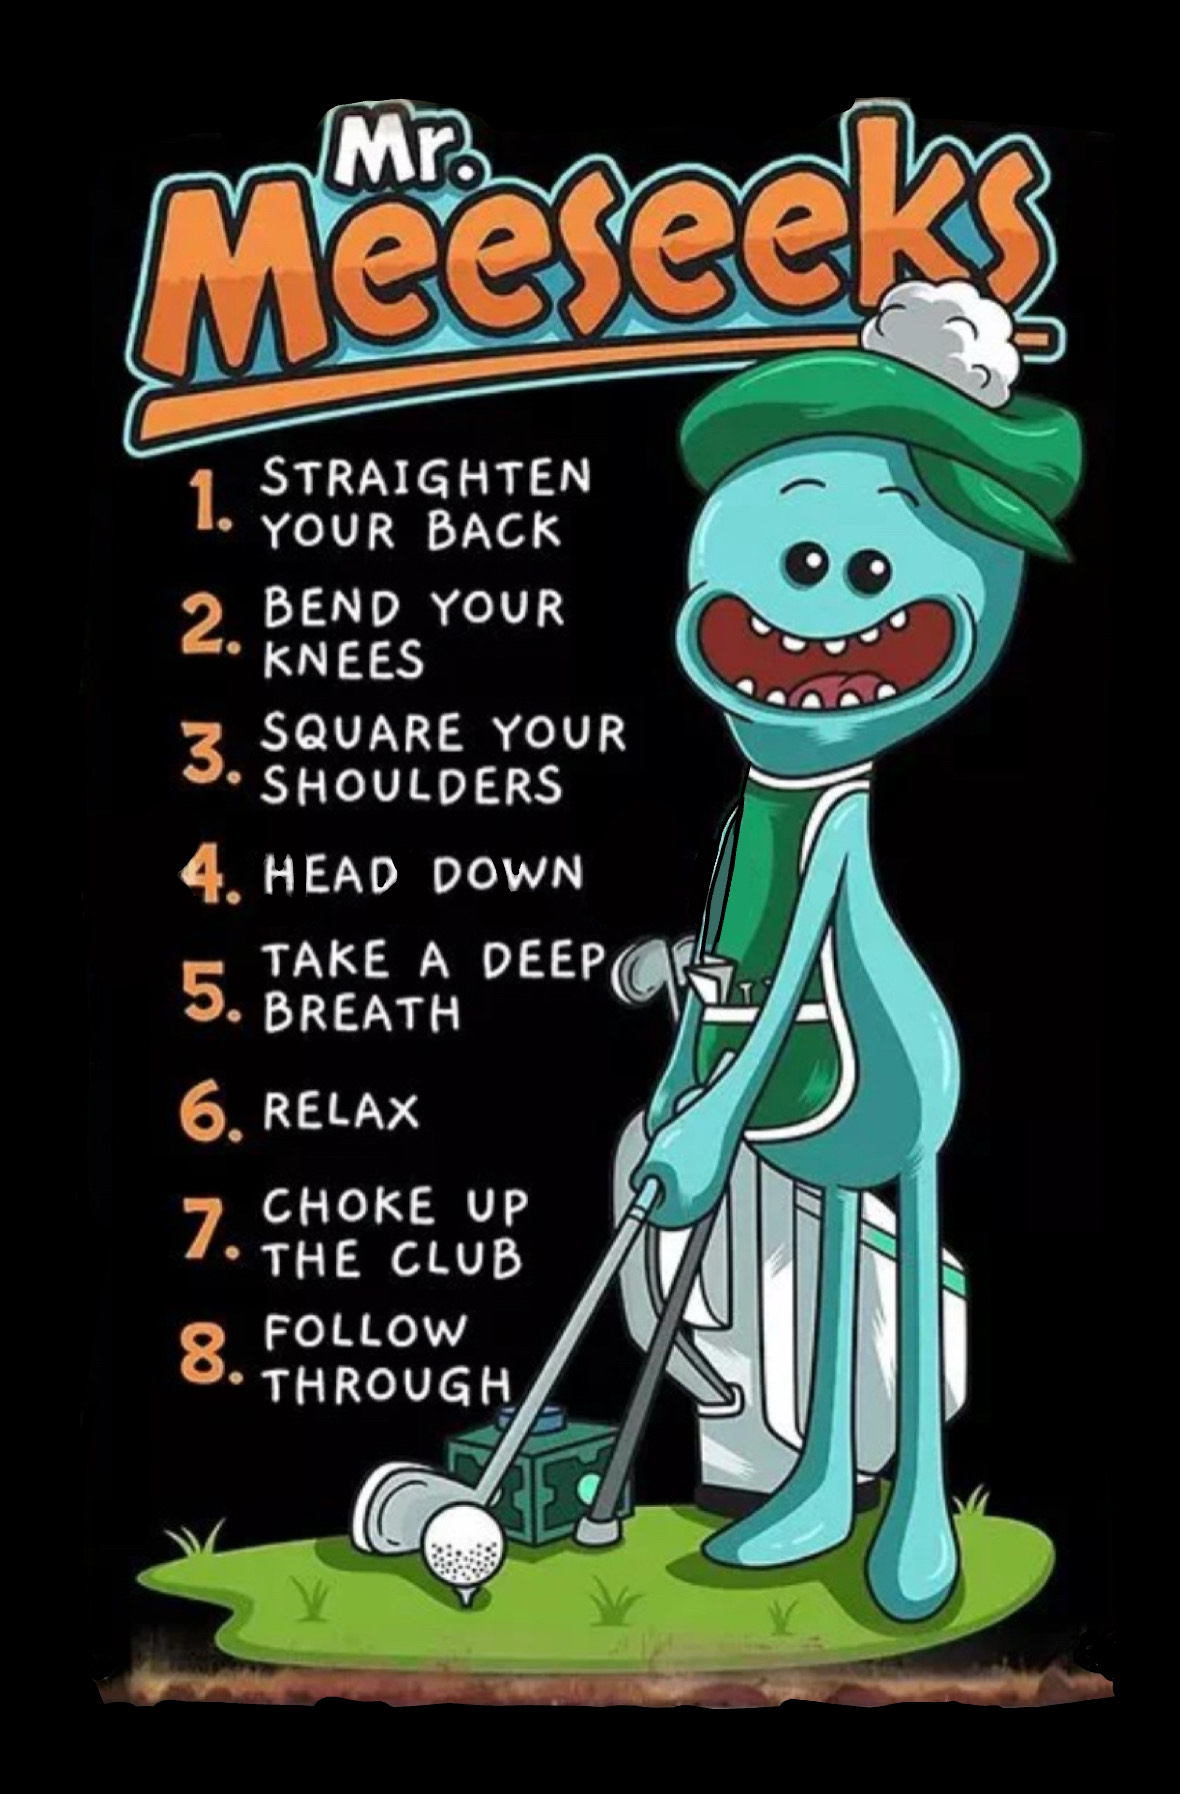 Mr.
Meeseeks
1. STRAIGHTEN
YOUR BACK
2. BEND YOUR
KNEES
3. SQUARE YOUR
SHOULDERS
4. HEAD DOWN
5. TAKE A DEEP
BREATH
6. RELAX
7. CHOKE UP
THE CLUB
8. FOLLOW
THROUGH